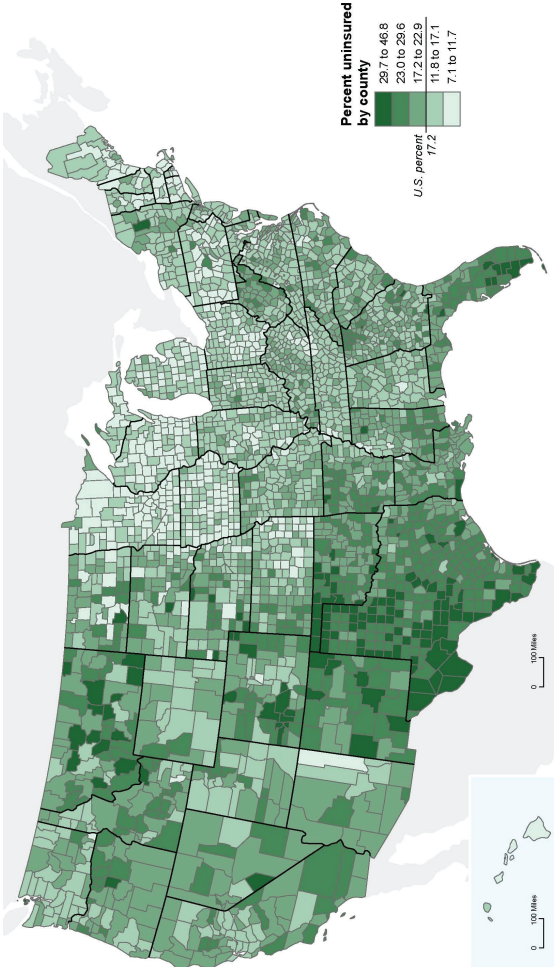 Percent uninsured
by county
29.7 to 46.8
23.0 to 29.6
17.2 to 22.9
11.8 to 17.1
7.1 to 11.7
U.S. percent
17.2
0 100 Miles
0 100 Miles